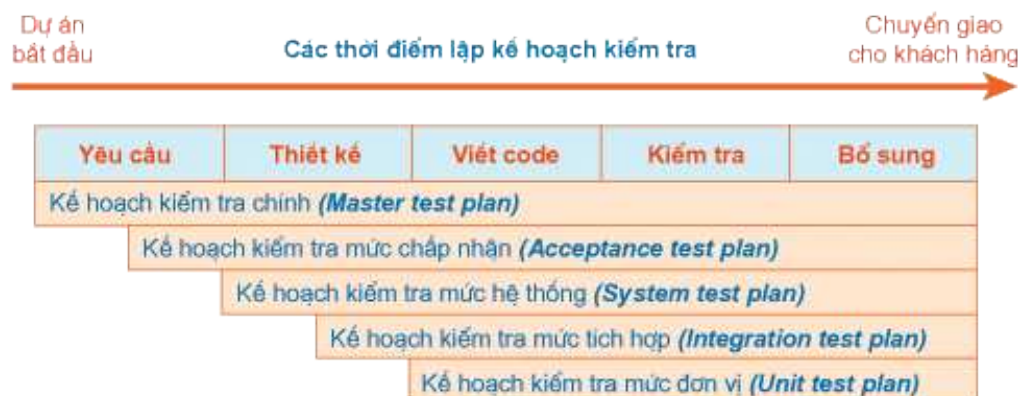 Dự án
bắt đầu
Các thời điểm lập kế hoạch kiểm tra
Chuyển giao
cho khách hàng
Yêu cầu
Thiết kế
Viết code
Kiểm tra
Bổ sung
Kế hoạch kiểm tra chính (Master test plan)
Kế hoạch kiểm tra mức chấp nhận (Acceptance test plan)
Kế hoạch kiểm tra mức hệ thống (System test plan)
Kế hoạch kiểm tra mức tích hợp (Integration test plan)
Kế hoạch kiểm tra mức đơn vị (Unit test plan)